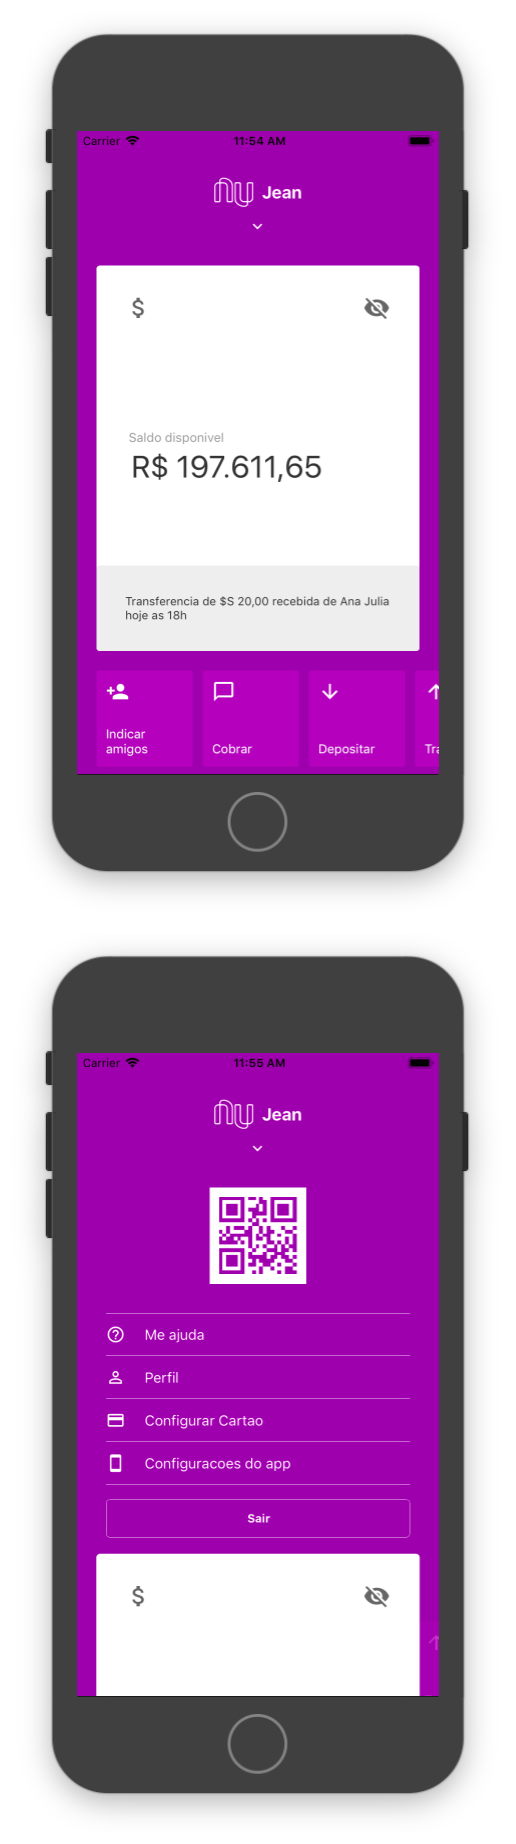 Carrier 11:54 AM
nu Jean
$
Saldo disponivel
R$ 197.611,65
Transferencia de $S 20,00 recebida de Ana Julia
hoje as 18h
Indicar
amigos
Cobrar
Depositar
Tra
Carrier 11:55 AM
nu Jean
Me ajuda
Perfil
Configurar Cartao
Configuracoes do app
Sair
$